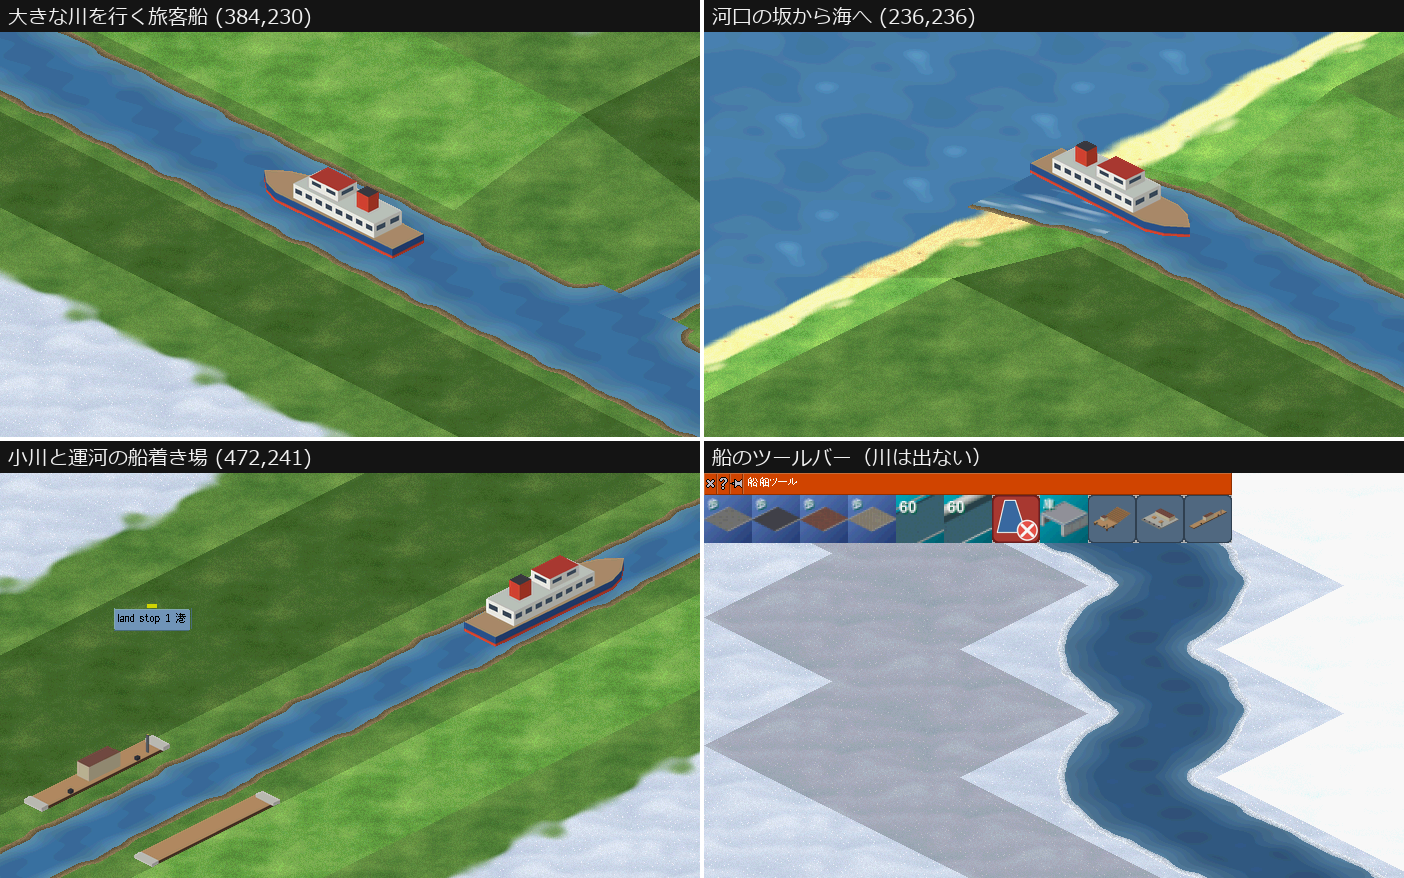 大きな川を行く旅客船 (384,230)
河口の坂から海へ (236,236)
小川と運河の船着き場 (472,241)
land stop 1 港
船のツールバー（川は出ない）
船舶ツール
60
60